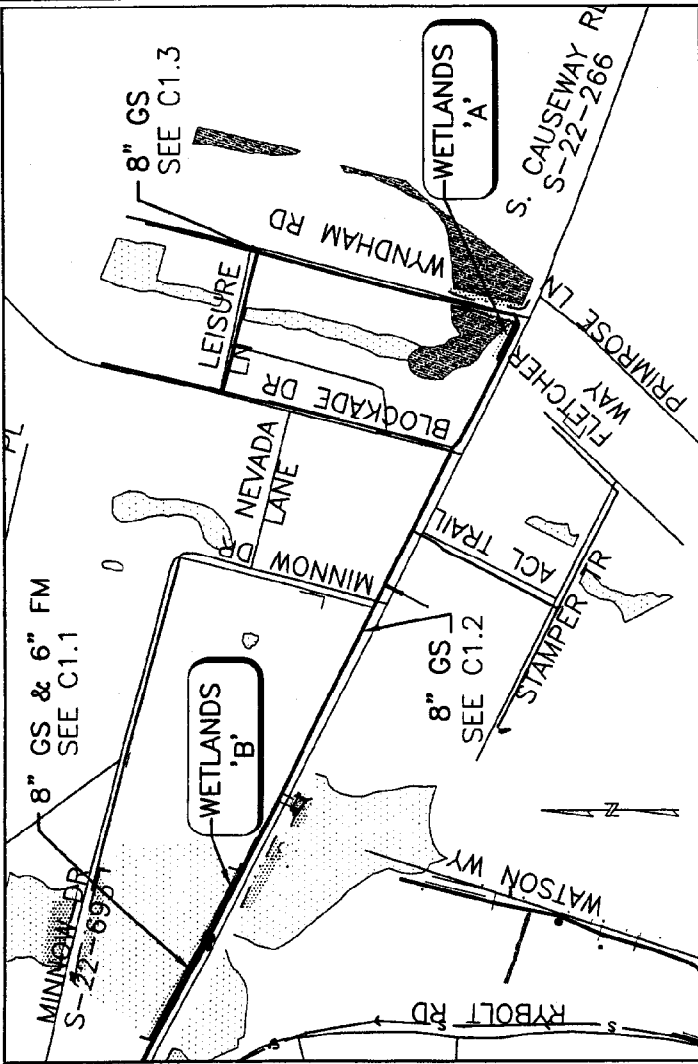 8" GS
SEE C1.3
WETLANDS
'A'
S. CAUSEWAY RD
S-22-266
WYNDHAM RD
LEISURE
LN
BLOCKADE DR
PRIMROSE LN
FLETCHER
WAY
NEVADA
LANE
PL
MINNOW DR
ACL TRAIL
STAMPER TR
8" GS & 6" FM
SEE C1.1
8" GS
SEE C1.2
WETLANDS
'B'
MINNOW DR
N
WATSON WY
RYBOLT RD
S
S
S